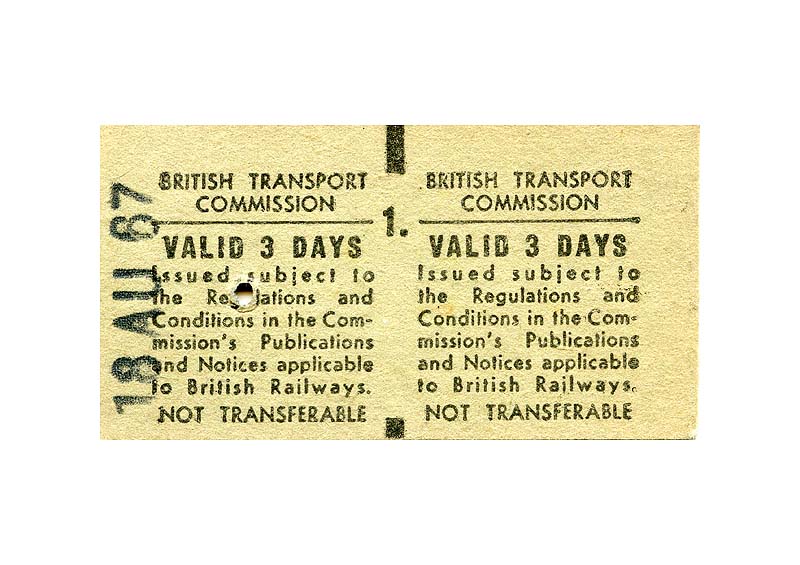 18 AU 67
BRITISH TRANSPORT
COMMISSION
VALID 3 DAYS
Issued subject to
the Regulations and
Conditions in the Com-
mission's Publications
and Notices applicable
to British Railways.
NOT TRANSFERABLE
1.
BRITISH TRANSPORT
COMMISSION
VALID 3 DAYS
Issued subject to
the Regulations and
Conditions in the Com-
mission's Publications
and Notices applicable
to British Railways.
NOT TRANSFERABLE